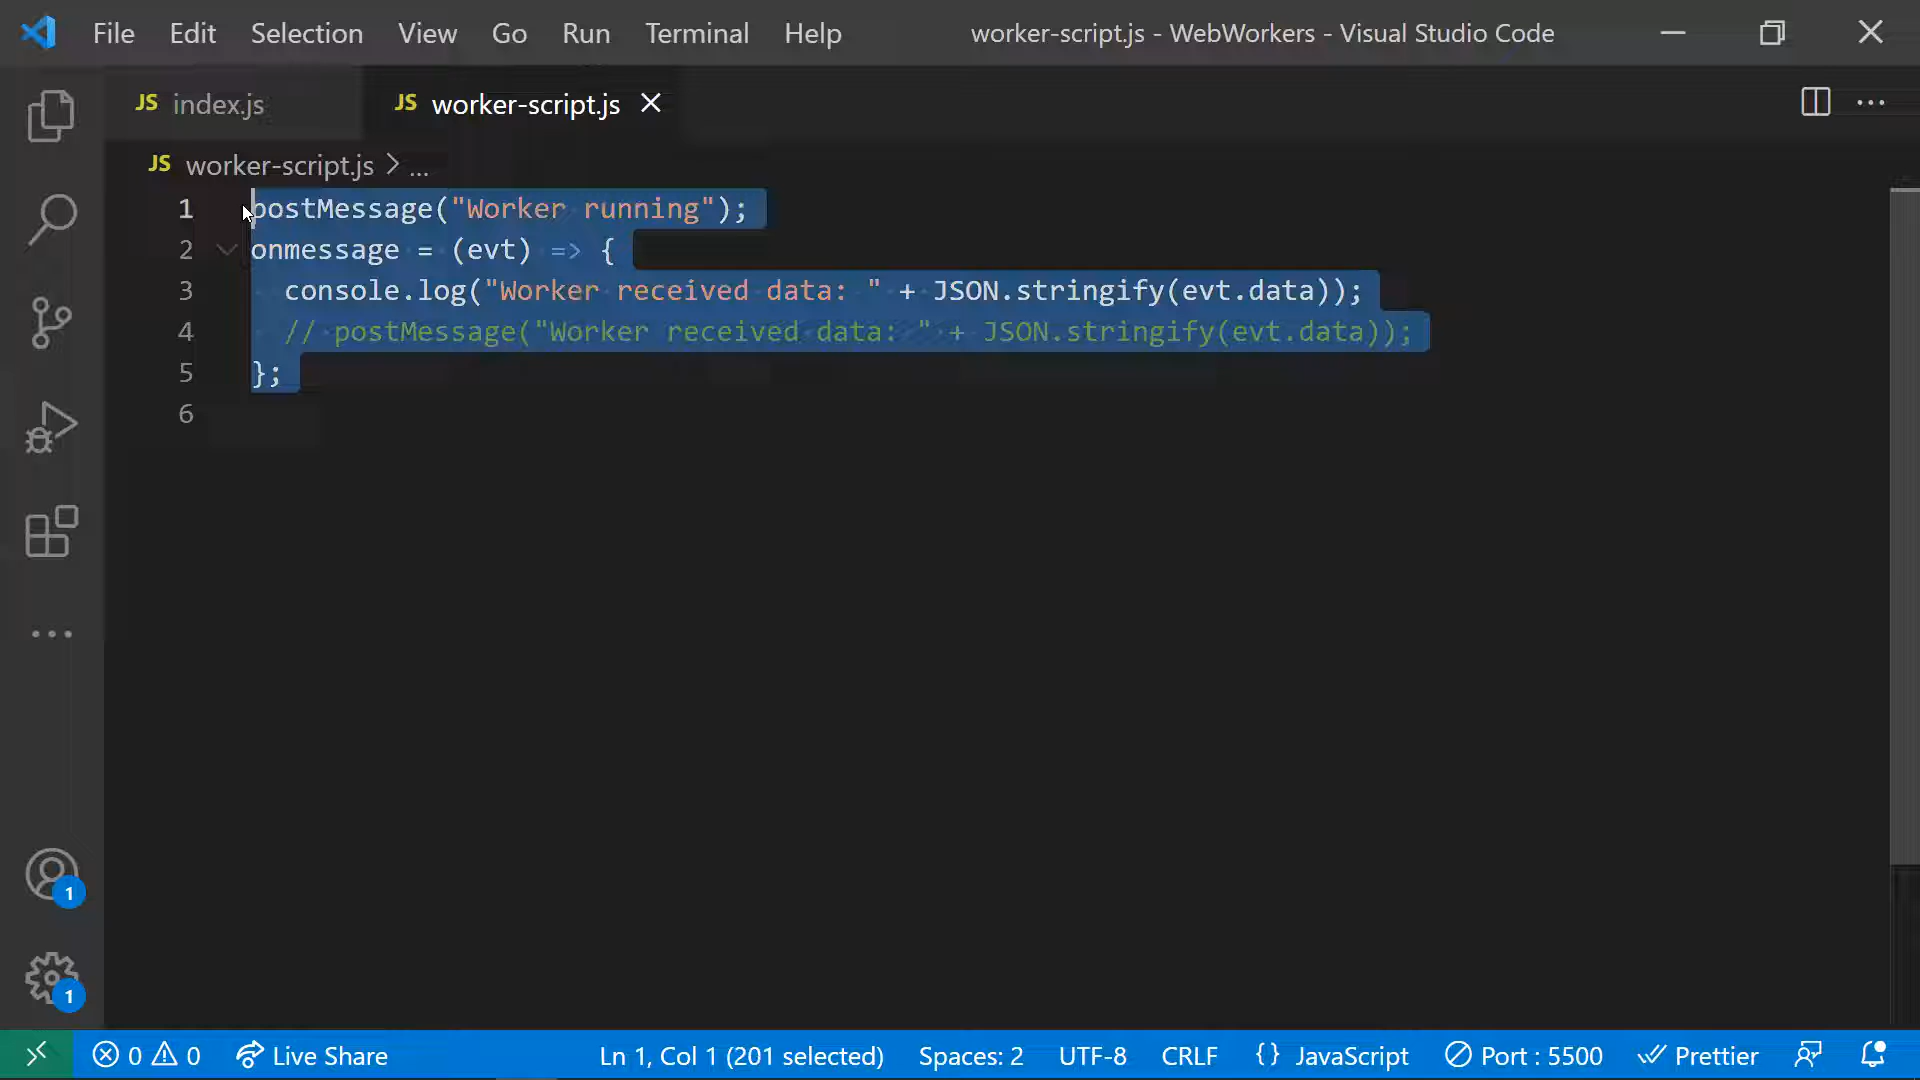 File Edit Selection View Go Run Terminal Help worker-script.js - WebWorkers - Visual Studio Code
JS index.js JS worker-script.js
JS worker-script.js > ...
1 postMessage("Worker running");
2 onmessage = (evt) => {
3 console.log("Worker received data: " + JSON.stringify(evt.data));
4 // postMessage("Worker received data: " + JSON.stringify(evt.data));
5 };
6
1
1
0 0 Live Share Ln 1, Col 1 (201 selected) Spaces: 2 UTF-8 CRLF {} JavaScript Port : 5500 Prettier